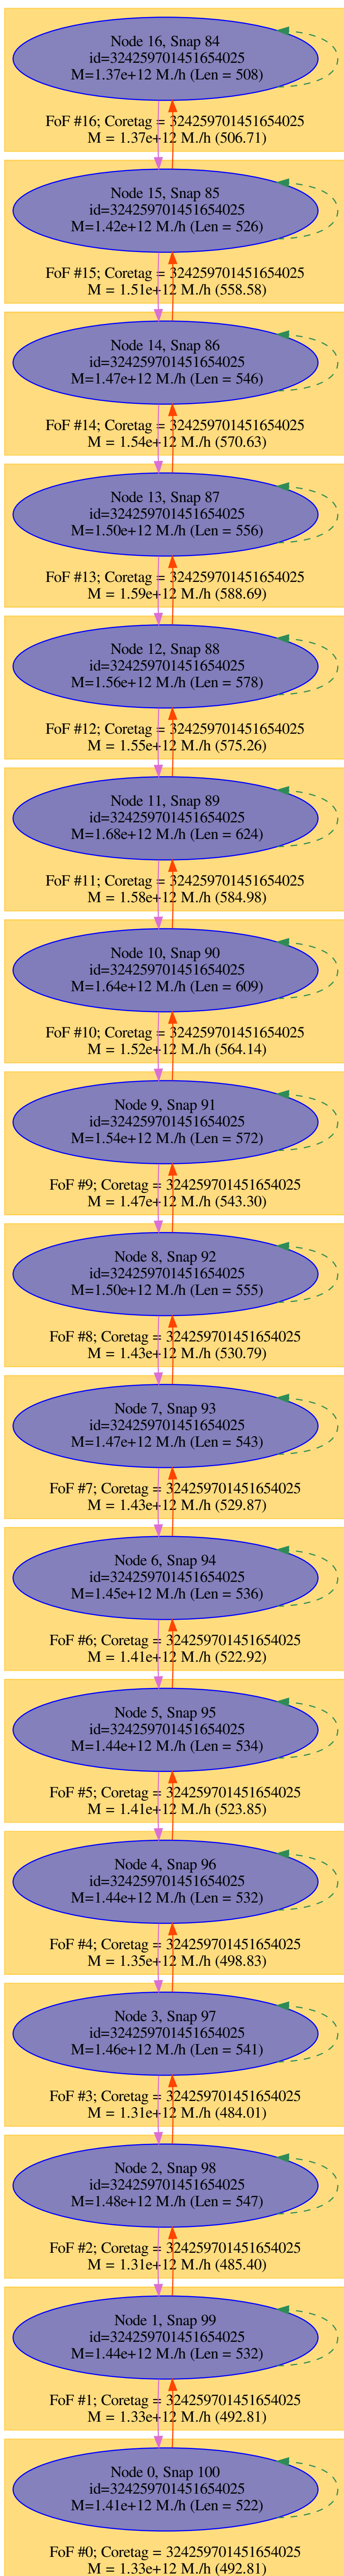 Node 16, Snap 84
id=324259701451654025
M=1.37e+12 M./h (Len = 508)
FoF #16; Coretag = 324259701451654025
M = 1.37e+12 M./h (506.71)
Node 15, Snap 85
id=324259701451654025
M=1.42e+12 M./h (Len = 526)
FoF #15; Coretag = 324259701451654025
M = 1.51e+12 M./h (558.58)
Node 14, Snap 86
id=324259701451654025
M=1.47e+12 M./h (Len = 546)
FoF #14; Coretag = 324259701451654025
M = 1.54e+12 M./h (570.63)
Node 13, Snap 87
id=324259701451654025
M=1.50e+12 M./h (Len = 556)
FoF #13; Coretag = 324259701451654025
M = 1.59e+12 M./h (588.69)
Node 12, Snap 88
id=324259701451654025
M=1.56e+12 M./h (Len = 578)
FoF #12; Coretag = 324259701451654025
M = 1.55e+12 M./h (575.26)
Node 11, Snap 89
id=324259701451654025
M=1.68e+12 M./h (Len = 624)
FoF #11; Coretag = 324259701451654025
M = 1.58e+12 M./h (584.98)
Node 10, Snap 90
id=324259701451654025
M=1.64e+12 M./h (Len = 609)
FoF #10; Coretag = 324259701451654025
M = 1.52e+12 M./h (564.14)
Node 9, Snap 91
id=324259701451654025
M=1.54e+12 M./h (Len = 572)
FoF #9; Coretag = 324259701451654025
M = 1.47e+12 M./h (543.30)
Node 8, Snap 92
id=324259701451654025
M=1.50e+12 M./h (Len = 555)
FoF #8; Coretag = 324259701451654025
M = 1.43e+12 M./h (530.79)
Node 7, Snap 93
id=324259701451654025
M=1.47e+12 M./h (Len = 543)
FoF #7; Coretag = 324259701451654025
M = 1.43e+12 M./h (529.87)
Node 6, Snap 94
id=324259701451654025
M=1.45e+12 M./h (Len = 536)
FoF #6; Coretag = 324259701451654025
M = 1.41e+12 M./h (522.92)
Node 5, Snap 95
id=324259701451654025
M=1.44e+12 M./h (Len = 534)
FoF #5; Coretag = 324259701451654025
M = 1.41e+12 M./h (523.85)
Node 4, Snap 96
id=324259701451654025
M=1.44e+12 M./h (Len = 532)
FoF #4; Coretag = 324259701451654025
M = 1.35e+12 M./h (498.83)
Node 3, Snap 97
id=324259701451654025
M=1.46e+12 M./h (Len = 541)
FoF #3; Coretag = 324259701451654025
M = 1.31e+12 M./h (484.01)
Node 2, Snap 98
id=324259701451654025
M=1.48e+12 M./h (Len = 547)
FoF #2; Coretag = 324259701451654025
M = 1.31e+12 M./h (485.40)
Node 1, Snap 99
id=324259701451654025
M=1.44e+12 M./h (Len = 532)
FoF #1; Coretag = 324259701451654025
M = 1.33e+12 M./h (492.81)
Node 0, Snap 100
id=324259701451654025
M=1.41e+12 M./h (Len = 522)
FoF #0; Coretag = 324259701451654025
M = 1.33e+12 M./h (492.81)